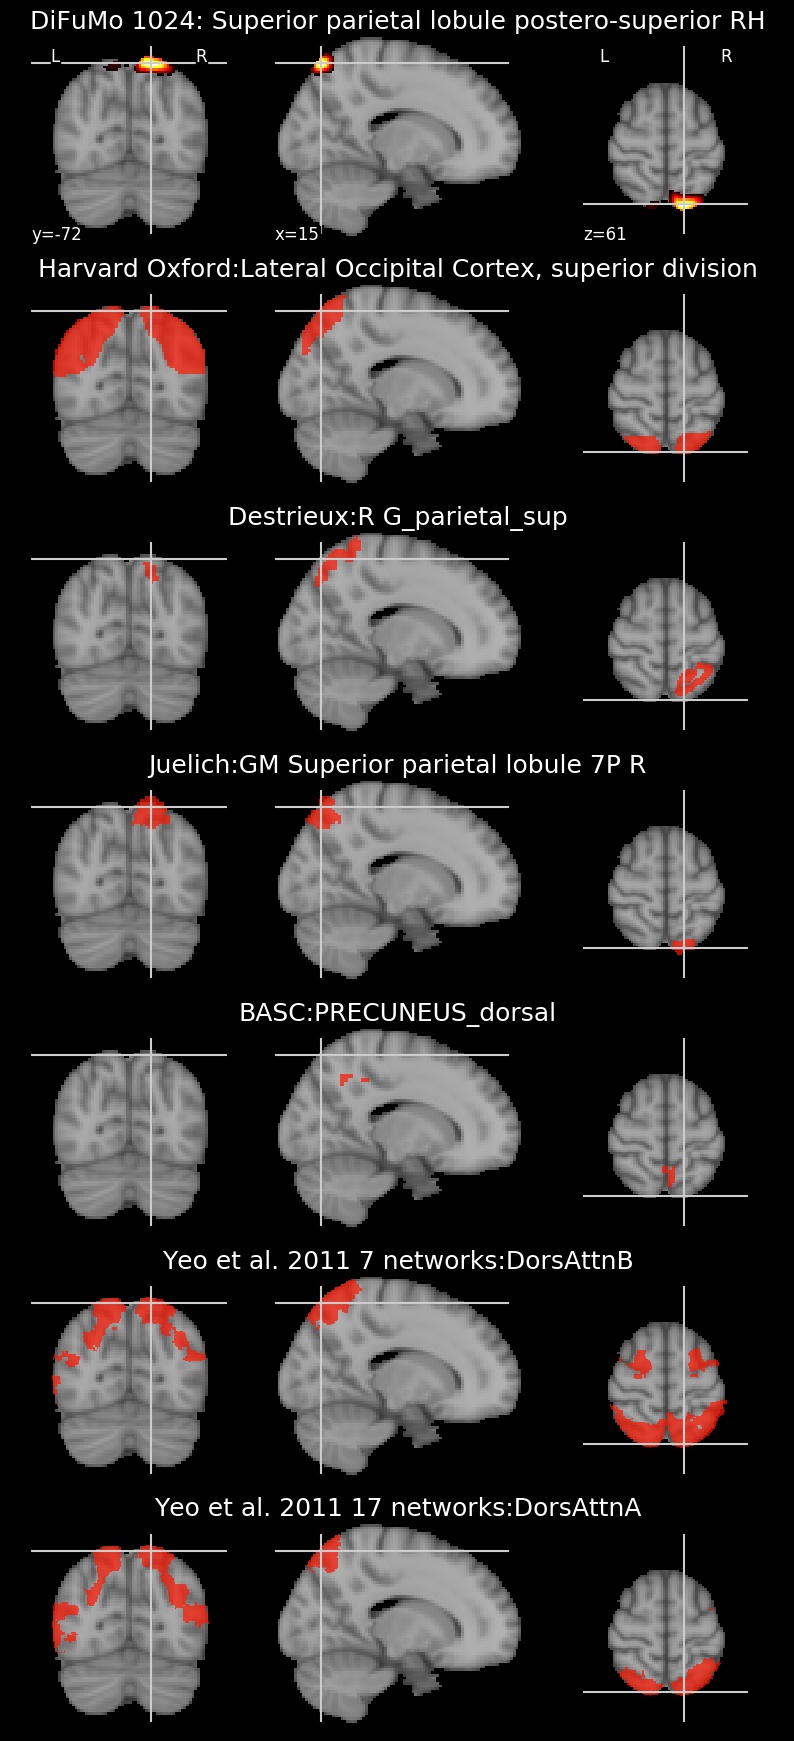 DiFuMo 1024: Superior parietal lobule postero-superior RH
L R L R
y=-72 x=15 z=61
Harvard Oxford:Lateral Occipital Cortex, superior division
Destrieux:R G_parietal_sup
Juelich:GM Superior parietal lobule 7P R
BASC:PRECUNEUS_dorsal
Yeo et al. 2011 7 networks:DorsAttnB
Yeo et al. 2011 17 networks:DorsAttnA